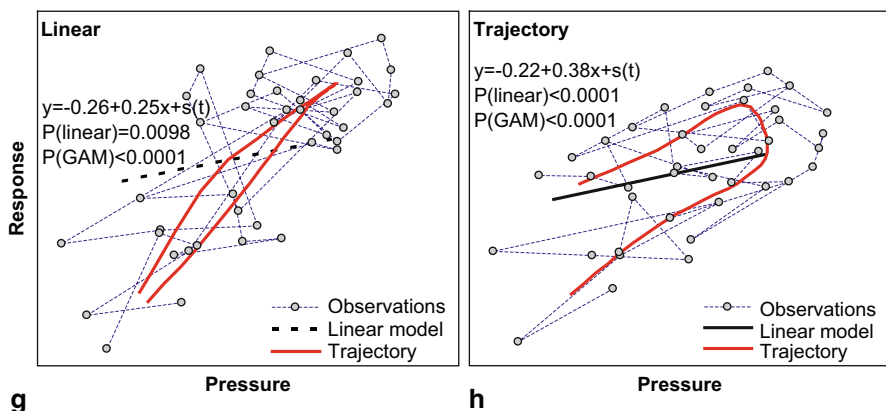 Linear
y=-0.26+0.25x+s(t)
P(linear)=0.0098
P(GAM)<0.0001
Response
Observations
Linear model
Trajectory
Pressure
g
Trajectory
y=-0.22+0.38x+s(t)
P(linear)<0.0001
P(GAM)<0.0001
Observations
Linear model
Trajectory
Pressure
h